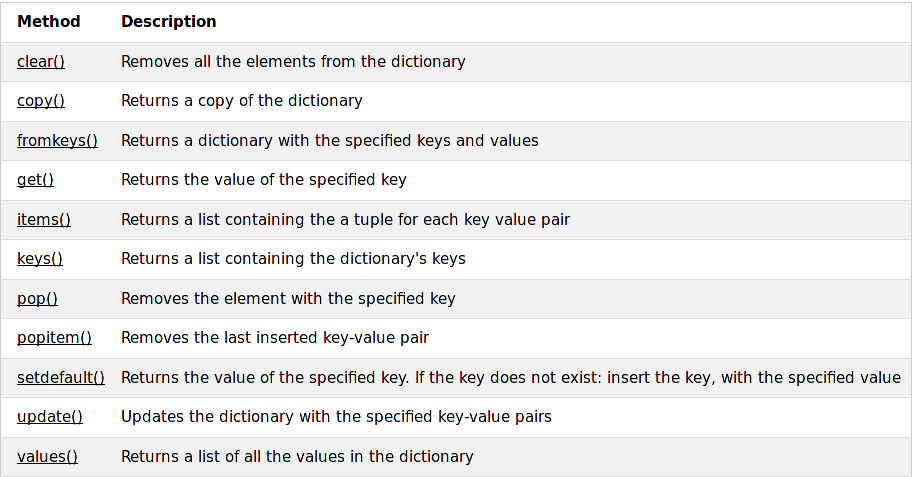 Method Description
clear() Removes all the elements from the dictionary
copy() Returns a copy of the dictionary
fromkeys() Returns a dictionary with the specified keys and values
get() Returns the value of the specified key
items() Returns a list containing the a tuple for each key value pair
keys() Returns a list containing the dictionary's keys
pop() Removes the element with the specified key
popitem() Removes the last inserted key-value pair
setdefault() Returns the value of the specified key. If the key does not exist: insert the key, with the specified value
update() Updates the dictionary with the specified key-value pairs
values() Returns a list of all the values in the dictionary